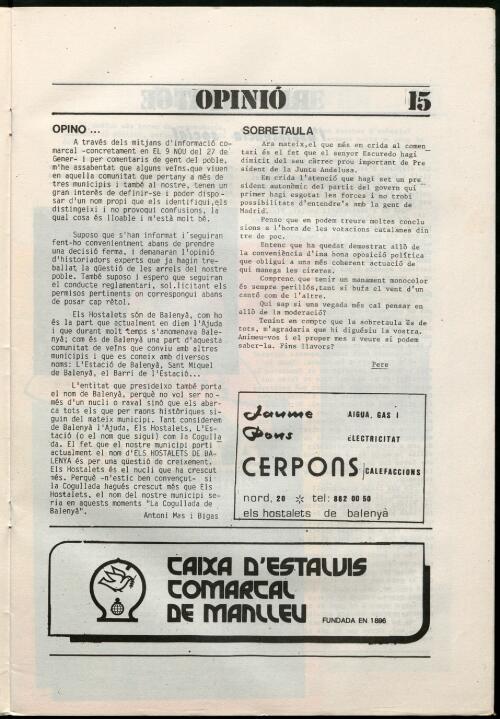 OPINIÓ 15
OPINO ...
A través dels mitjans d'informació co-
marcal -concretament en EL 9 NOU del 27 de
Gener- i per comentaris de gent del poble,
m'he assabentat que alguns veïns.que viuen
en aquella comunitat que pertany a més de
tres municipis i també al nostre, tenen un
gran interès de definir-se i poder dispo-
sar d'un nom propi que els identifiqui,els
distingeixi i no provoqui confusions, la
qual cosa és lloable i m'està molt bé.
Suposo que s'han informat i seguiran
fent-ho convenientment abans de prendre
una decisió ferma, i demanaran l'opinió
d'historiadors experts que ja hagin tre-
ballat la qüestió de les arrels del nostre
poble. També suposo i espero que seguiran
el conducte reglamentari, sol.licitant els
permisos pertinents on correspongui abans
de posar cap rètol.
Els Hostalets són de Balenyà, com ho
és la part que actualment en diem l'Ajuda
i que durant molt temps s'anomenava Bale-
nyà; com és de Balenyà una part d'aquesta
comunitat de veïns que conviu amb altres
municipis i que es coneix amb diversos
noms: L'Estació de Balenyà, Sant Miquel
de Balenyà, el Barri de l'Estació...
L'entitat que presideixo també porta
el nom de Balenyà, perquè no vol ser no-
més d'un nucli o raval sinó que els abar-
ca tots els que per raons històriques si-
guin del mateix municipi. Tant considerem
de Balenyà l'Ajuda, Els Hostalets, L'Es-
tació (o el nom que sigui) com la Cogulla
da. El fet que el nostre municipi porti
actualment el nom d'ELS HOSTALETS DE BA-
LENYA és per una qüestió de creixement.
Els Hostalets és el nucli que ha crescut
més. Perquè -n'estic ben convençut- si
la Cogullada hagués crescut més que Els
Hostalets. el nom del nostre municipi se-
ria en aquests moments "La Cogullada de
Balenyà".
Antoni Mas i Bigas
SOBRETAULA
Ara mateix,el que més en crida al comen
tari és el fet que el senyor Escuredo hagi
dimicit del seu càrrec prou important de Pre
sident de la Junta Andalusa.
Em crida l'atenció que hagi set un pre
sident autonòmic del partit del govern qui
primer hagi esgotat les forces i no trobi
possibilitats d'entendre's amb la gent de
Madrid.
Penso que en podem treure moltes conclu
sions a l'hora de les votacions catalanes din
tre de poc.
Entenc que ha quedat demostrat allò de
la conveniència d'una bona oposició política
que obligui a una més coherent actuació de
qui manega les cireres.
Comprenc que tenir un manament monocolor
és sempre perillós,tant si bufa el vent d'un
cantó com de l'altre.
Qui sap si una vegada més cal pensar en
allò de la moderació?
Tenint en compte que la sobretaula és de
tots, m'agradaria que hi diguésiu la vostra.
Animeu-vos i el proper mes a veure si podem
saber-la. Fins llavors?
Pere
Jaume
Pons
AIGUA, GAS I
ELECTRICITAT
CERPONS CALEFACCIONS
nord, 20 tel: 882 00 50
els hostalets de balenyà
CAIXA D'ESTALVIS
COMARCAL
DE MANLLEU FUNDADA EN 1896